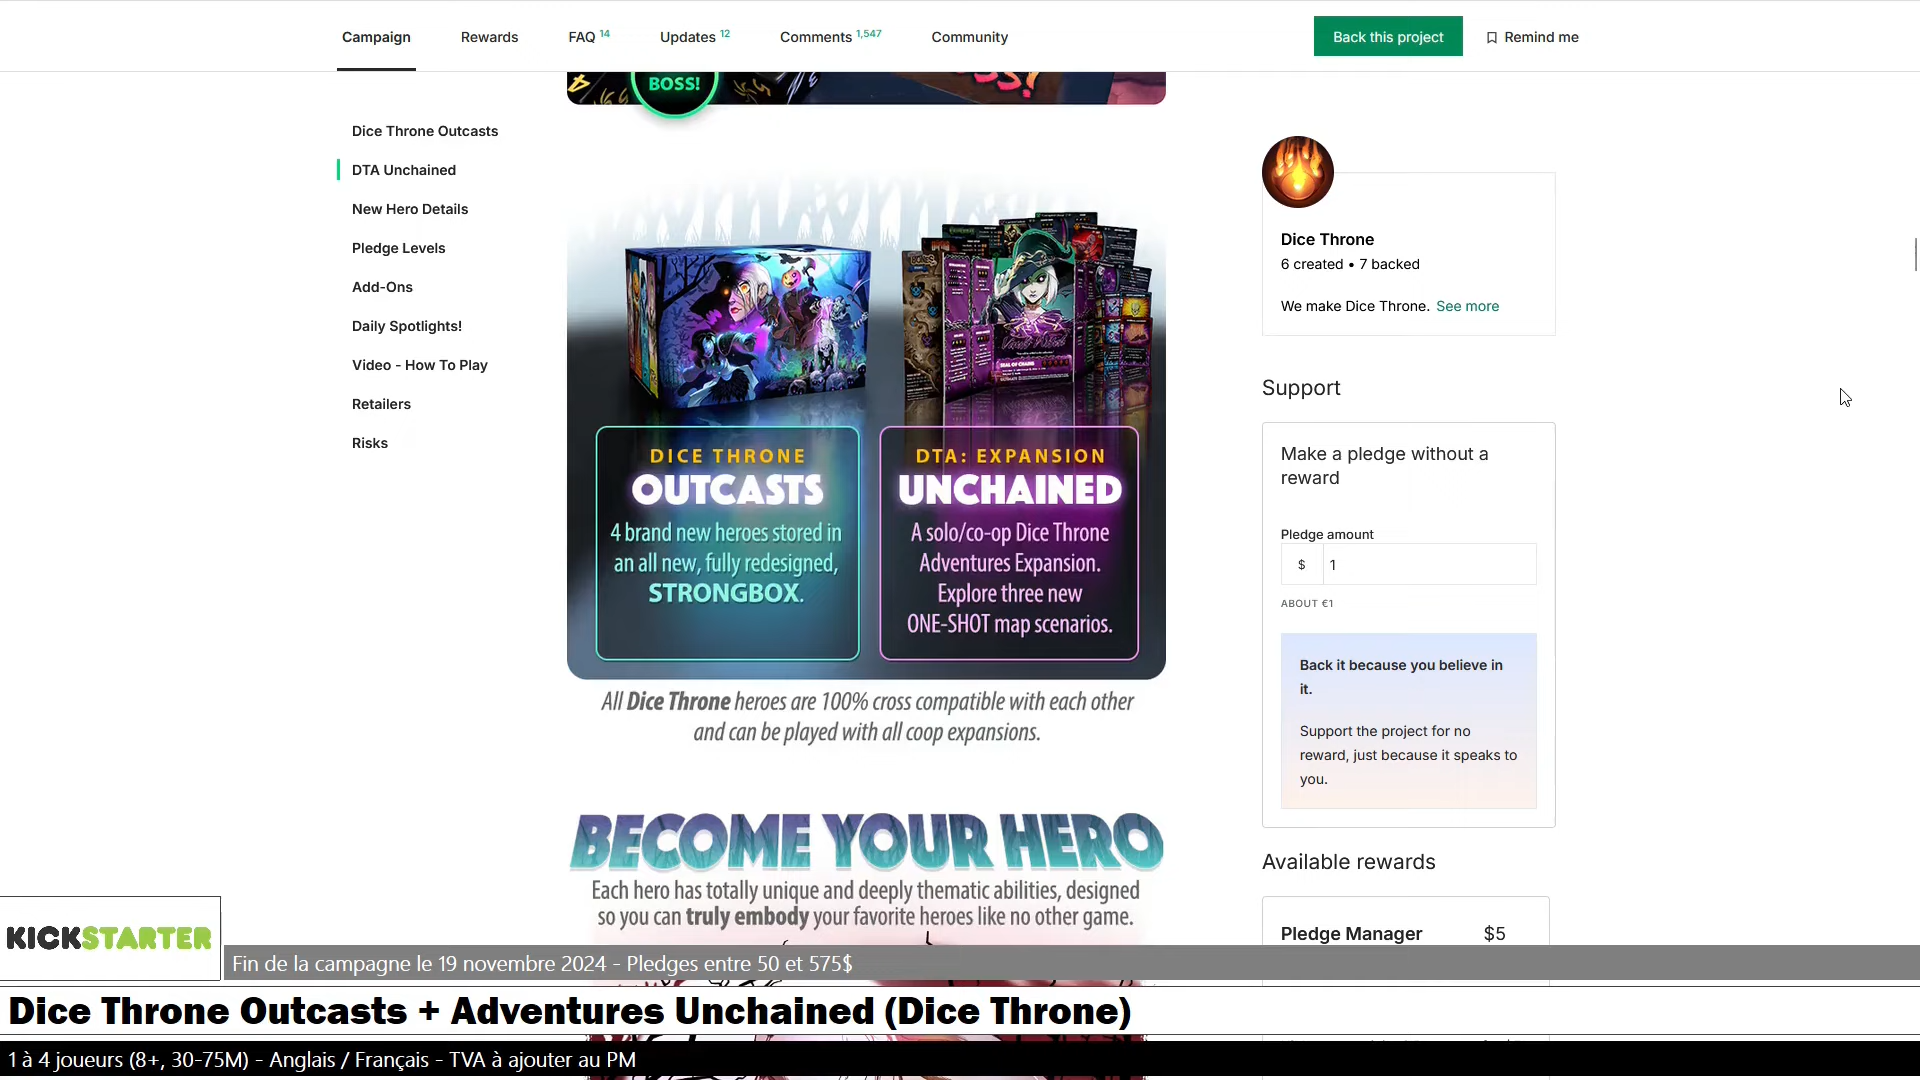 Campaign
Rewards
FAQ 14
Updates 12
Comments 1,547
Community
Back this project
Remind me
BOSS!
Dice Throne Outcasts
DTA Unchained
New Hero Details
Pledge Levels
Add-Ons
Daily Spotlights!
Video - How To Play
Retailers
Risks
SEAL OF CHAINS
DICE THRONE
OUTCASTS
4 brand new heroes stored in
an all new, fully redesigned,
STRONGBOX.
DTA: EXPANSION
UNCHAINED
A solo/co-op Dice Throne
Adventures Expansion.
Explore three new
ONE-SHOT map scenarios.
All Dice Throne heroes are 100% cross compatible with each other
and can be played with all coop expansions.
BECOME YOUR HERO
Each hero has totally unique and deeply thematic abilities, designed
so you can truly embody your favorite heroes like no other game.
Dice Throne
6 created • 7 backed
We make Dice Throne. See more
Support
Make a pledge without a
reward
Pledge amount
$ 1
ABOUT €1
Back it because you believe in
it.
Support the project for no
reward, just because it speaks to
you.
Available rewards
Pledge Manager $5
KICKSTARTER
Fin de la campagne le 19 novembre 2024 - Pledges entre 50 et 575$
Dice Throne Outcasts + Adventures Unchained (Dice Throne)
1 à 4 joueurs (8+, 30-75M) - Anglais / Français - TVA à ajouter au PM